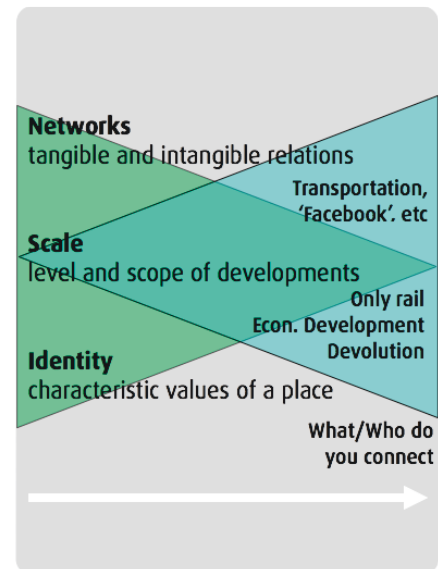 Networks
tangible and intangible relations
Transportation,
'Facebook'. etc
Scale
level and scope of developments
Only rail
Econ. Development
Devolution
Identity
characteristic values of a place
What/Who do
you connect